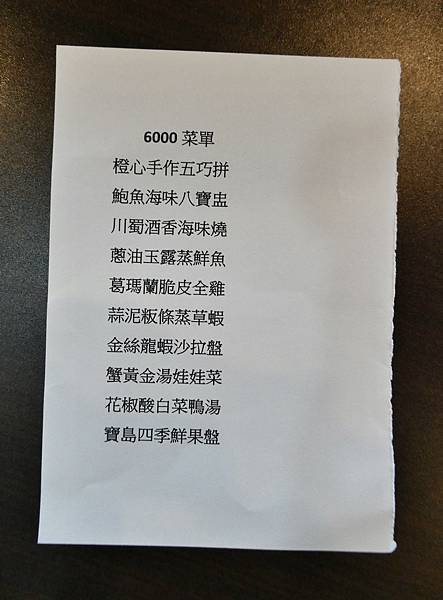 6000 菜單
橙心手作五巧拼
鮑魚海味八寶盅
川蜀酒香海味燒
蔥油玉露蒸鮮魚
葛瑪蘭脆皮全雞
蒜泥粄條蒸草蝦
金絲龍蝦沙拉盤
蟹黃金湯娃娃菜
花椒酸白菜鴨湯
寶島四季鮮果盤